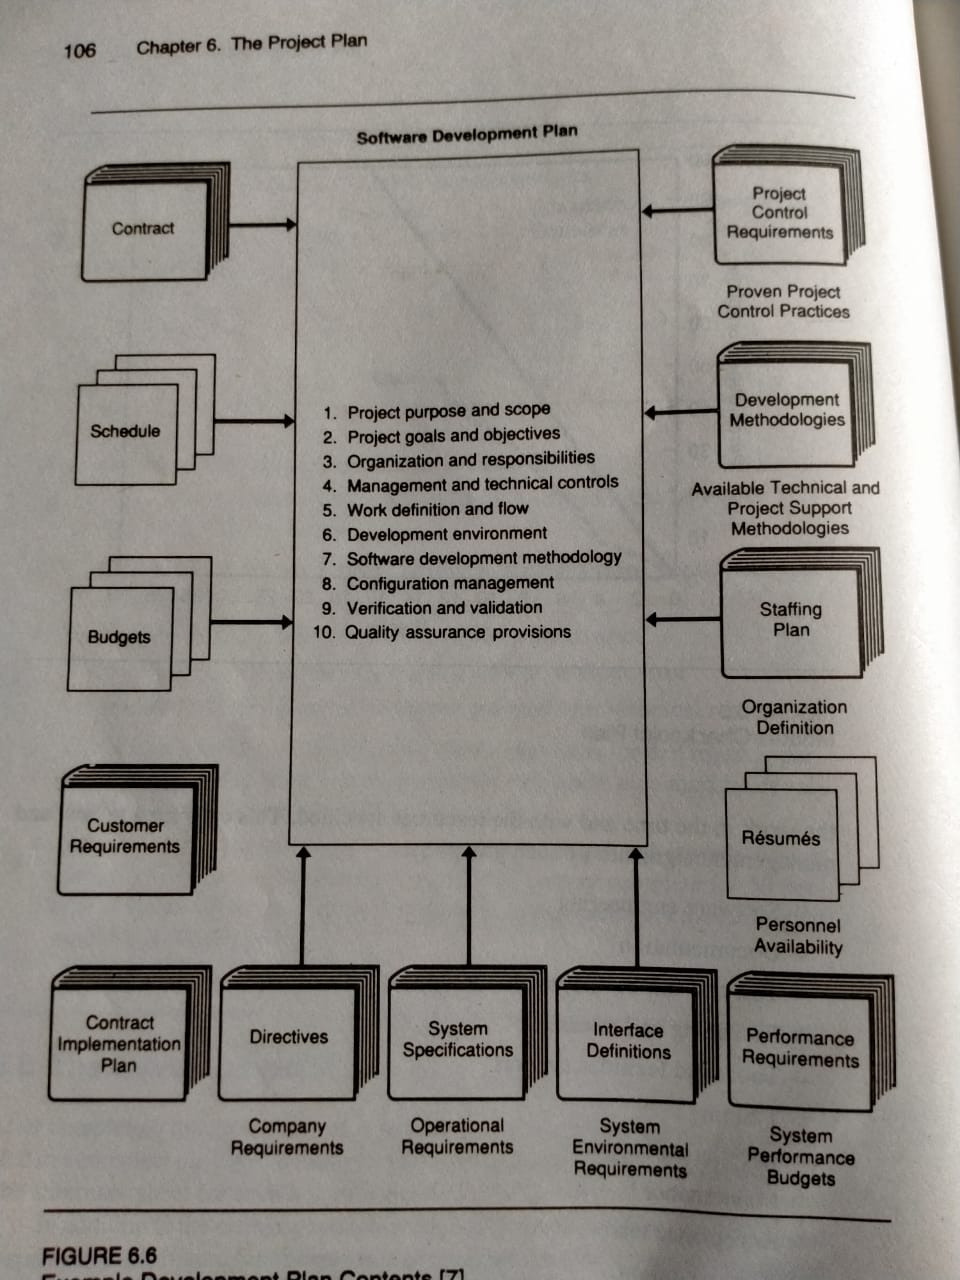 106 Chapter 6. The Project Plan
Software Development Plan
Contract
Schedule
Budgets
Customer
Requirements
Contract
Implementation
Plan
1. Project purpose and scope
2. Project goals and objectives
3. Organization and responsibilities
4. Management and technical controls
5. Work definition and flow
6. Development environment
7. Software development methodology
8. Configuration management
9. Verification and validation
10. Quality assurance provisions
Project
Control
Requirements
Proven Project
Control Practices
Development
Methodologies
Available Technical and
Project Support
Methodologies
Staffing
Plan
Organization
Definition
Résumés
Personnel
Availability
Directives
Company
Requirements
System
Specifications
Operational
Requirements
Interface
Definitions
System
Environmental
Requirements
Performance
Requirements
System
Performance
Budgets
FIGURE 6.6
Example Development Plan Contents [7]